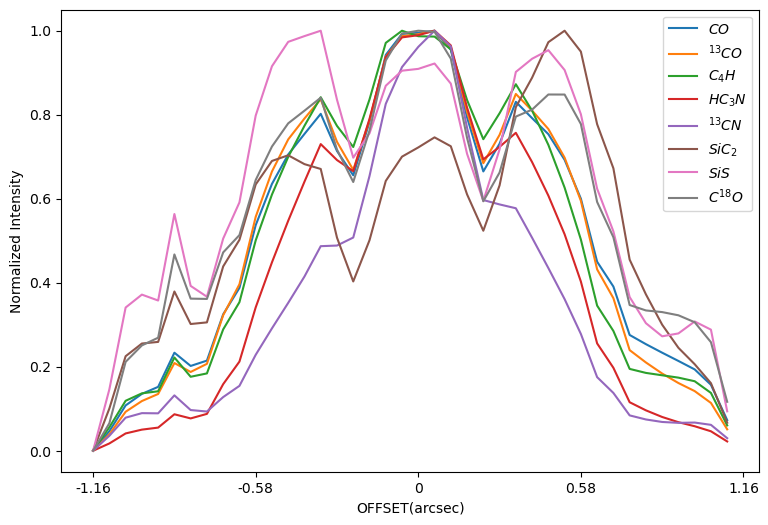 1.0
0.8
0.6
0.4
0.2
0.0
Normalized Intensity
-1.16
-0.58
0
0.58
1.16
OFFSET(arcsec)
CO
¹³CO
C₄H
HC₃N
¹³CN
SiC₂
SiS
C¹⁸O